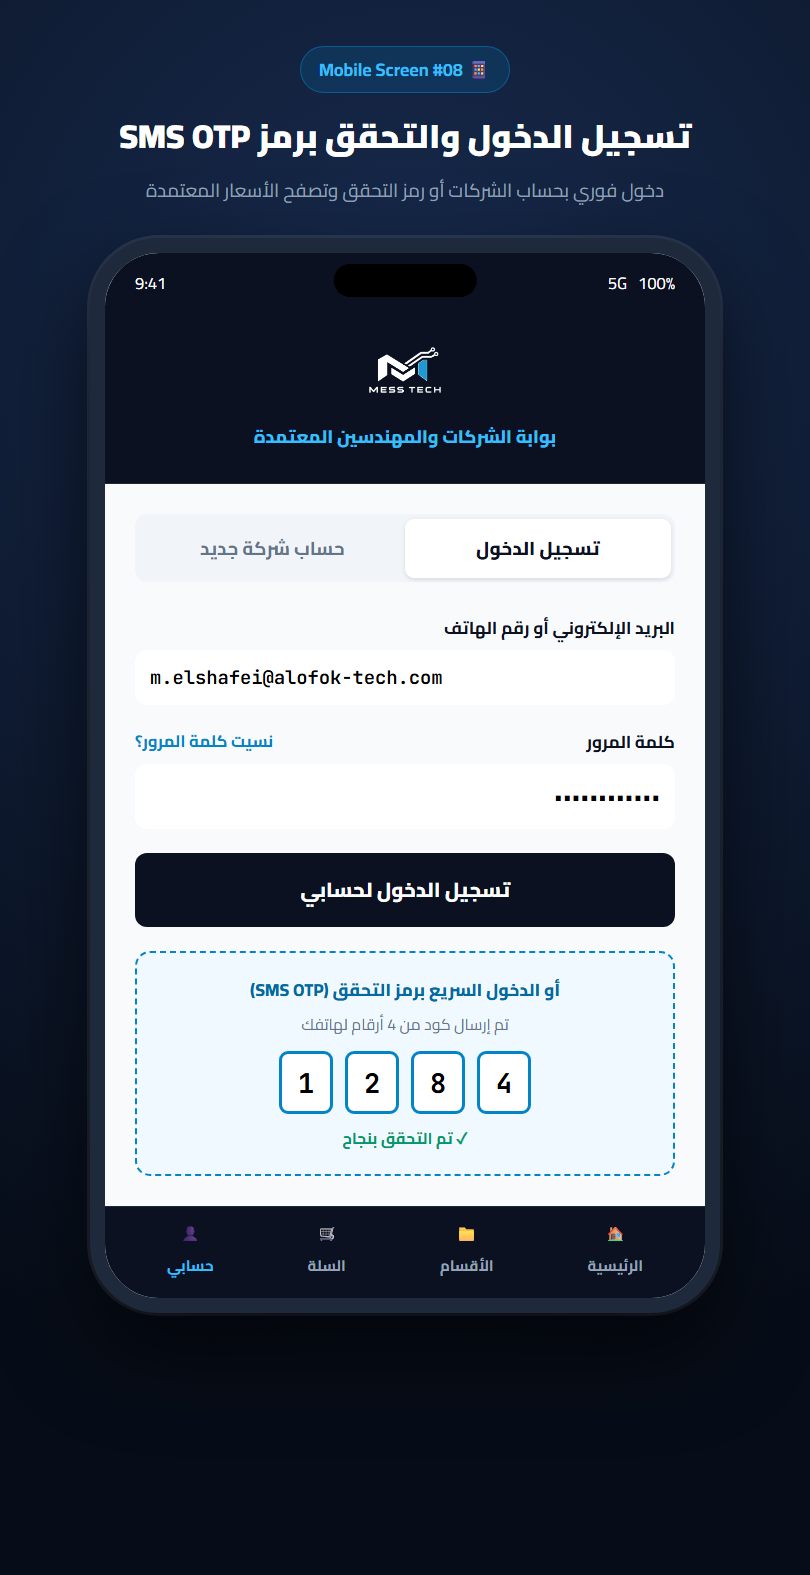 Mobile Screen #08
تسجيل الدخول والتحقق برمز SMS OTP
دخول فوري بحساب الشركات أو رمز التحقق وتصفح الأسعار المعتمدة
9:41
5G 100%
MESS TECH
بوابة الشركات والمهندسين المعتمدة
تسجيل الدخول
حساب شركة جديد
البريد الإلكتروني أو رقم الهاتف
m.elshafei@alofok-tech.com
كلمة المرور
نسيت كلمة المرور؟
••••••••••••
تسجيل الدخول لحسابي
أو الدخول السريع برمز التحقق (SMS OTP)
تم إرسال كود من 4 أرقام لهاتفك
1 2 8 4
✓ تم التحقق بنجاح
الرئيسية
الأقسام
السلة
حسابي